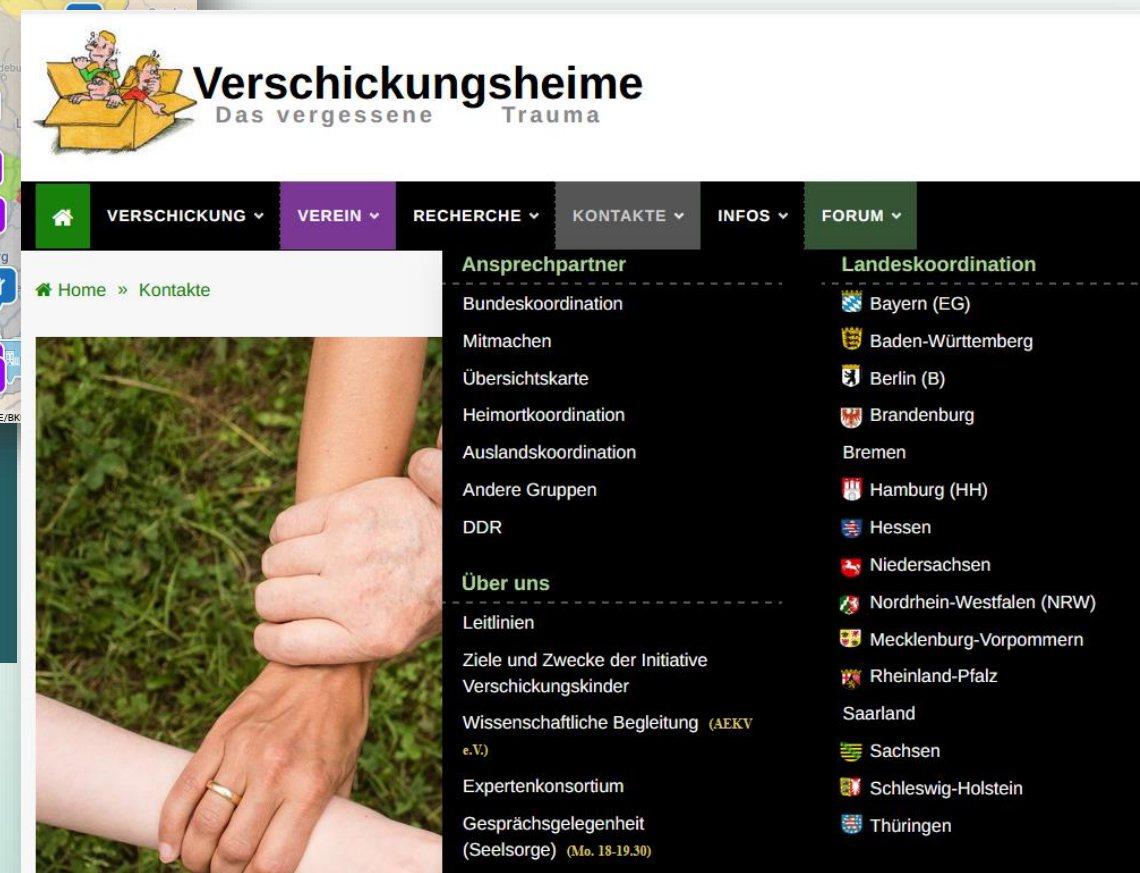 Verschickungsheime
Das vergessene Trauma
VERSCHICKUNG
VEREIN
RECHERCHE
KONTAKTE
INFOS
FORUM
Home » Kontakte
Ansprechpartner
Bundeskoordination
Mitmachen
Übersichtskarte
Heimortkoordination
Auslandskoordination
Andere Gruppen
DDR
Über uns
Leitlinien
Ziele und Zwecke der Initiative
Verschickungskinder
Wissenschaftliche Begleitung (AEKV
e.V.)
Expertenkonsortium
Gesprächsgelegenheit
(Seelsorge) (Mo. 18-19.30)
Landeskoordination
Bayern (EG)
Baden-Württemberg
Berlin (B)
Brandenburg
Bremen
Hamburg (HH)
Hessen
Niedersachsen
Nordrhein-Westfalen (NRW)
Mecklenburg-Vorpommern
Rheinland-Pfalz
Saarland
Sachsen
Schleswig-Holstein
Thüringen